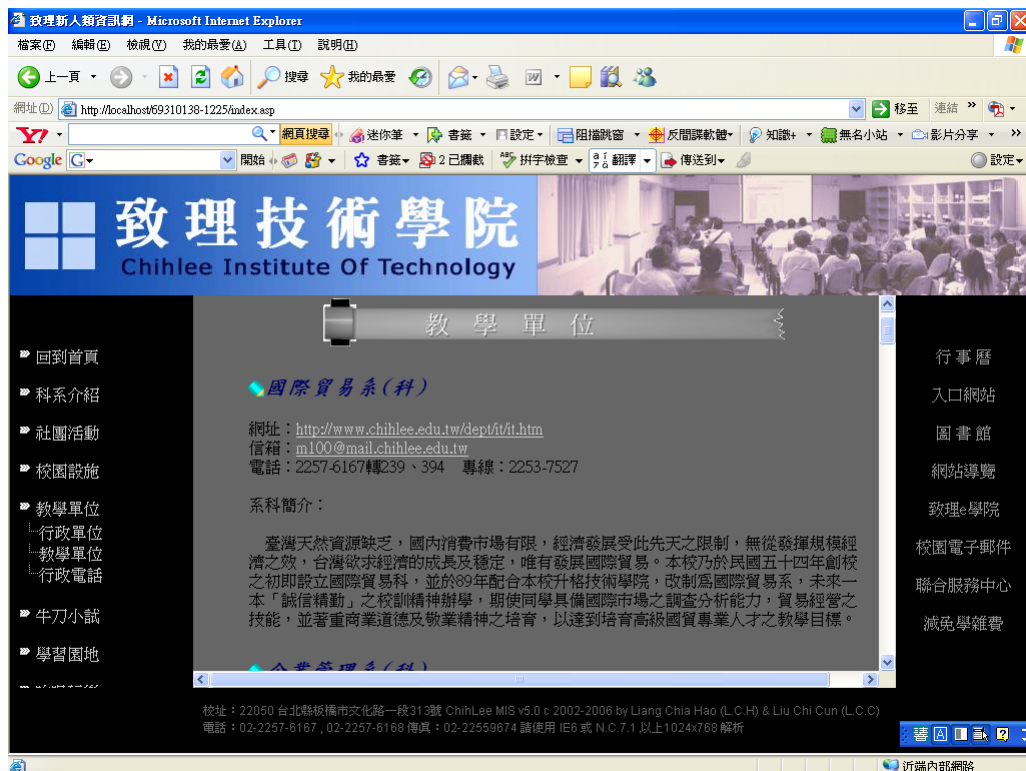 致理新人類資訊網 - Microsoft Internet Explorer
檔案(F) 編輯(E) 檢視(V) 我的最愛(A) 工具(T) 說明(H)
上一頁 搜尋 我的最愛
網址(D) http://localhost/69310138-1225/index.asp 移至 連結 »
Y! 網頁搜尋 迷你筆 書籤 設定 阻擋跳窗 反間諜軟體 知識+ 無名小站 影片分享 »
Google G 開始 書籤 2 已攔截 拼字檢查 翻譯 傳送到 設定
致理技術學院
Chihlee Institute Of Technology
教學單位
回到首頁
科系介紹
社團活動
校園設施
教學單位
行政單位
教學單位
行政電話
牛刀小試
學習園地
國際貿易系(科)
網址：http://www.chihlee.edu.tw/dept/it/it.htm
信箱：m100@mail.chihlee.edu.tw
電話：2257-6167轉239、394 專線：2253-7527
系科簡介：
臺灣天然資源缺乏，國內消費市場有限，經濟發展受此先天之限制，無從發揮規模經
濟之效，台灣欲求經濟的成長及穩定，唯有發展國際貿易。本校乃於民國五十四年創校
之初即設立國際貿易科，並於89年配合本校升格技術學院，改制為國際貿易系，未來一
本「誠信精勤」之校訓精神辦學，期使同學具備國際市場之調查分析能力，貿易經營之
技能，並著重商業道德及敬業精神之培育，以達到培育高級國貿專業人才之教學目標。
企業管理系(科)
行事曆
入口網站
圖書館
網站導覽
致理e學院
校園電子郵件
聯合服務中心
減免學雜費
校址：22050 台北縣板橋市文化路一段313號 ChihLee MIS v5.0 c 2002-2006 by Liang Chia Hao (L.C.H) & Liu Chi Cun (L.C.C)
電話：02-2257-6167 , 02-2257-6168 傳真：02-22559674 請使用 IE6 或 N.C.7.1 以上1024x768 解析
近端內部網路